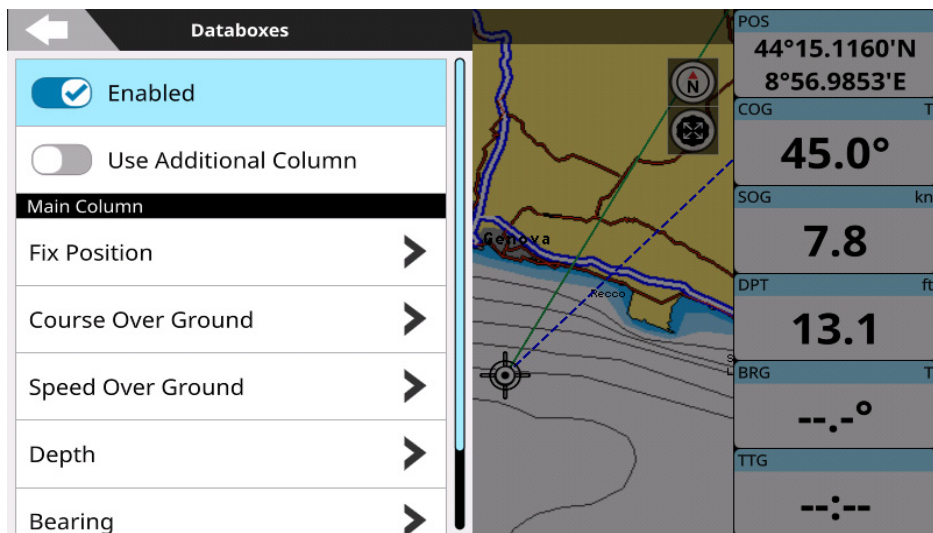 Databoxes
Enabled
Use Additional Column
Main Column
Fix Position
Course Over Ground
Speed Over Ground
Depth
Bearing
N
Genova
Recco
POS
44°15.1160'N
8°56.9853'E
COG T
45.0°
SOG kn
7.8
DPT ft
13.1
BRG T
--.-°
TTG
--:--